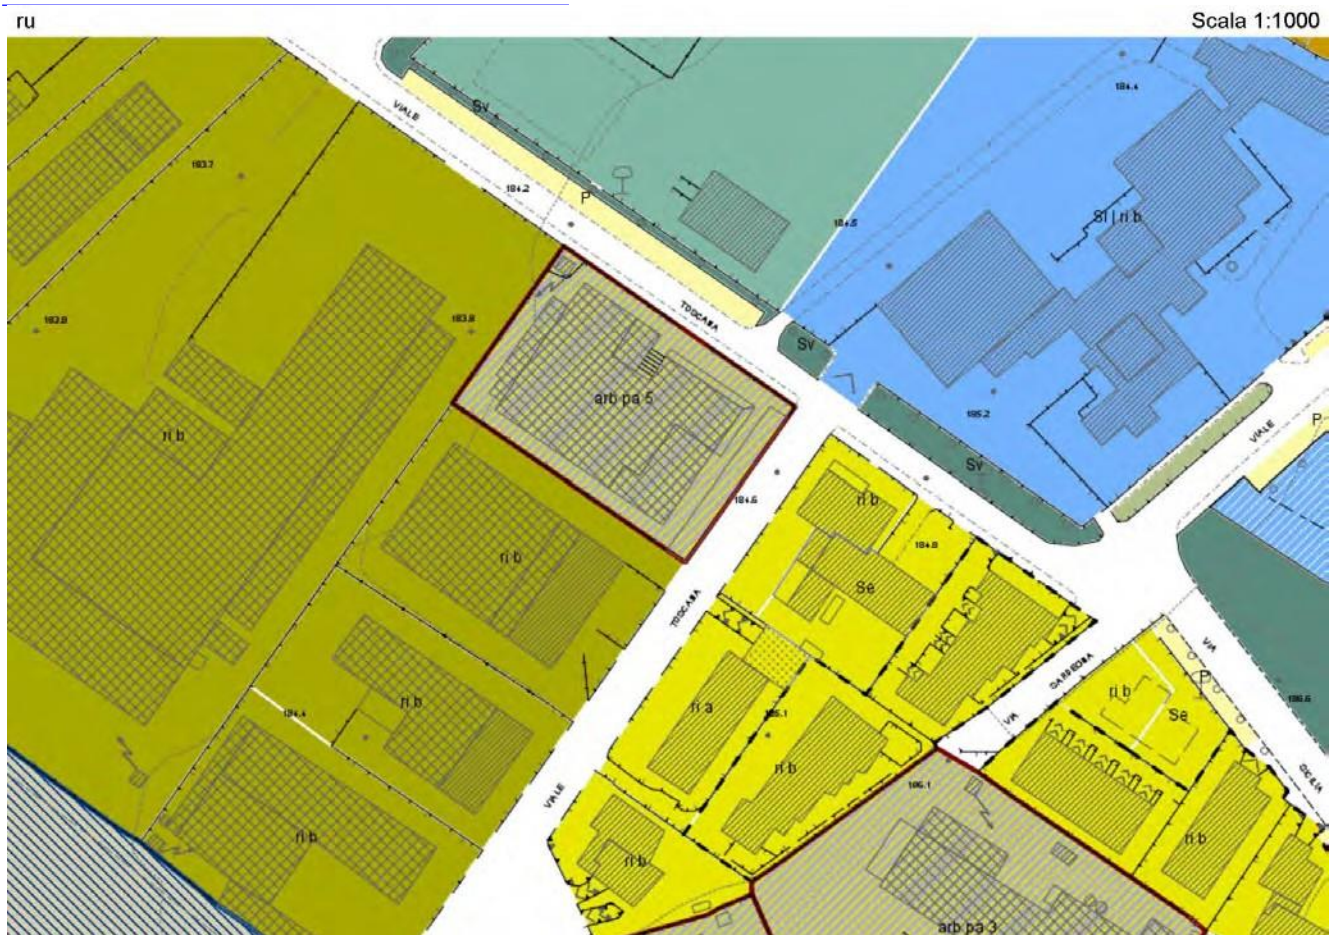 ru
Scala 1:1000
VIALE
Sv
184.4
183.7
184.2
P
184.5
SI | ri b
183.8
183.8
TOSCANA
Sv
arb pa 5
185.2
P
VIALE
ri b
Sv
184.6
ri b
184.8
ri b
Se
TOSCANA
VIA
SARDEGNA
P
ri b
186.6
184.4
ri b
ri a
185.1
VIA
Se
ri b
186.1
SICILIA
VIALE
ri b
ri b
ri b
arb pa 3